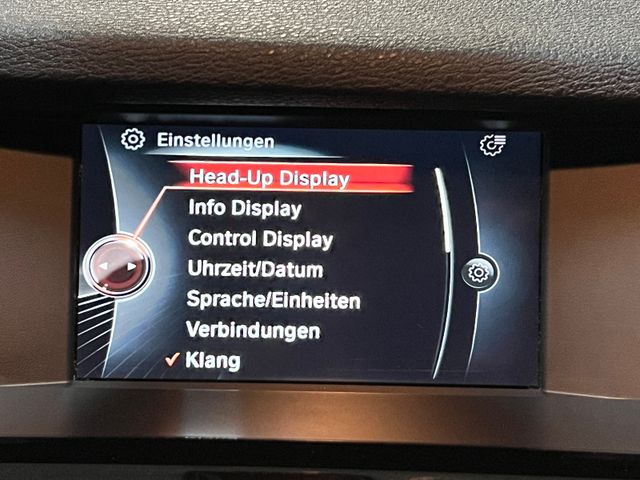 Einstellungen
Head-Up Display
Info Display
Control Display
Uhrzeit/Datum
Sprache/Einheiten
Verbindungen
Klang